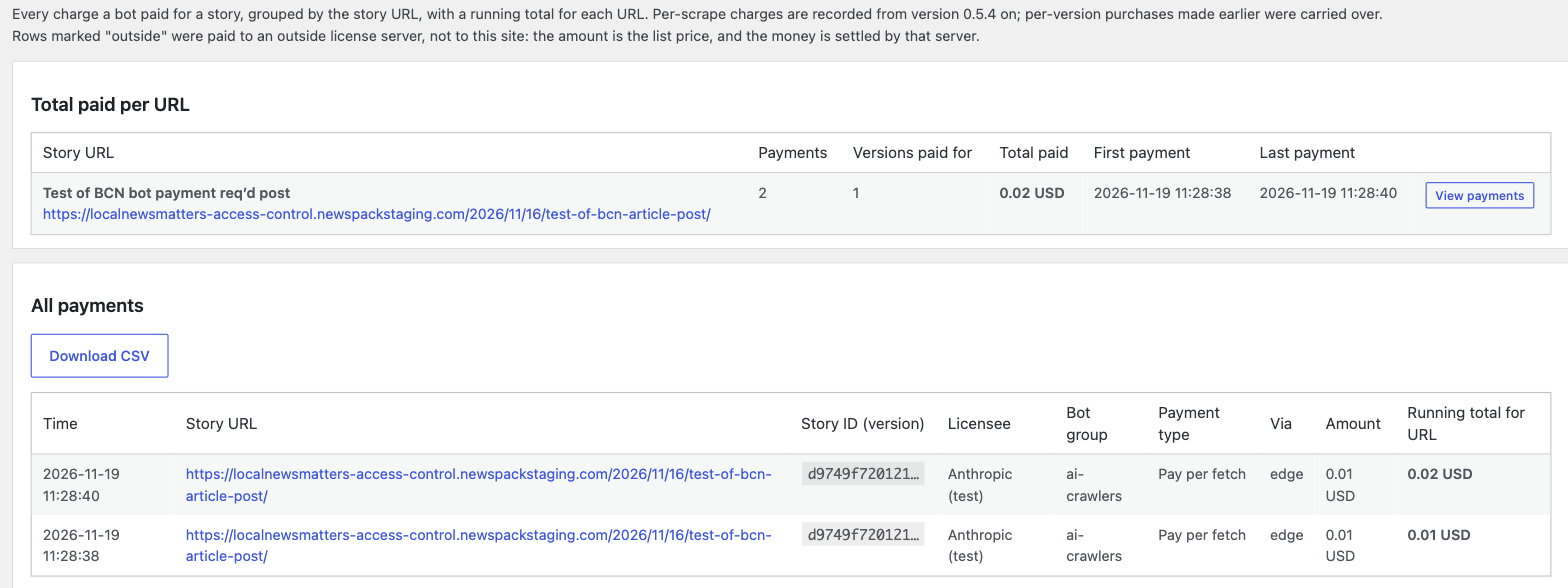 Every charge a bot paid for a story, grouped by the story URL, with a running total for each URL. Per-scrape charges are recorded from version 0.5.4 on; per-version purchases made earlier were carried over.
Rows marked "outside" were paid to an outside license server, not to this site: the amount is the list price, and the money is settled by that server.
Total paid per URL
Story URL Payments Versions paid for Total paid First payment Last payment
Test of BCN bot payment req’d post 2 1 0.02 USD 2026-11-19 11:28:38 2026-11-19 11:28:40 View payments
https://localnewsmatters-access-control.newspackstaging.com/2026/11/16/test-of-bcn-article-post/
All payments
Download CSV
Time Story URL Story ID (version) Licensee Bot group Payment type Via Amount Running total for URL
2026-11-19 https://localnewsmatters-access-control.newspackstaging.com/2026/11/16/test-of-bcn- d9749f720121… Anthropic ai- Pay per fetch edge 0.01 0.02 USD
11:28:40 article-post/ (test) crawlers USD
2026-11-19 https://localnewsmatters-access-control.newspackstaging.com/2026/11/16/test-of-bcn- d9749f720121… Anthropic ai- Pay per fetch edge 0.01 0.01 USD
11:28:38 article-post/ (test) crawlers USD